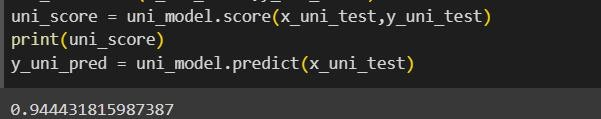 uni_score = uni_model.score(x_uni_test,y_uni_test)
print(uni_score)
y_uni_pred = uni_model.predict(x_uni_test)
0.944431815987387